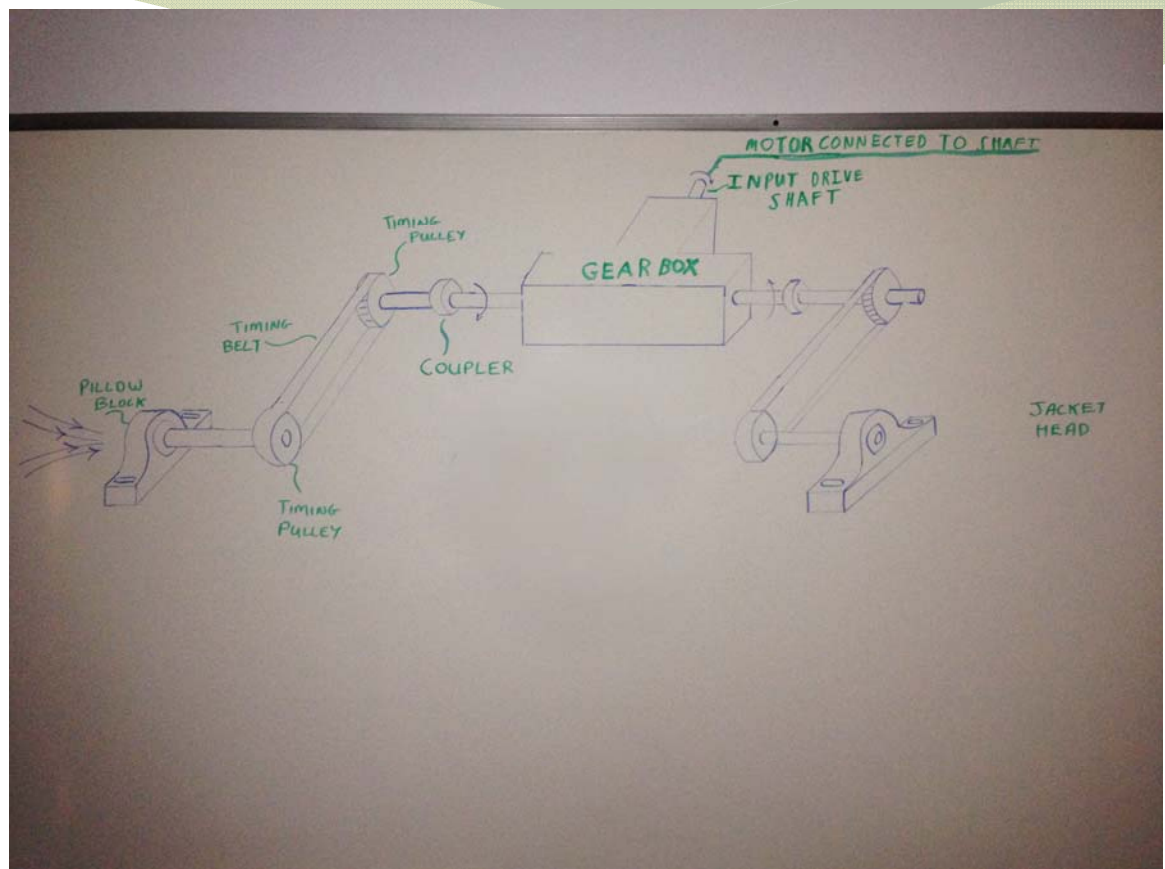 MOTOR CONNECTED TO SHAFT
INPUT DRIVE
SHAFT
TIMING
PULLEY
GEAR BOX
TIMING
BELT
COUPLER
PILLOW
BLOCK
JACKET
HEAD
TIMING
PULLEY